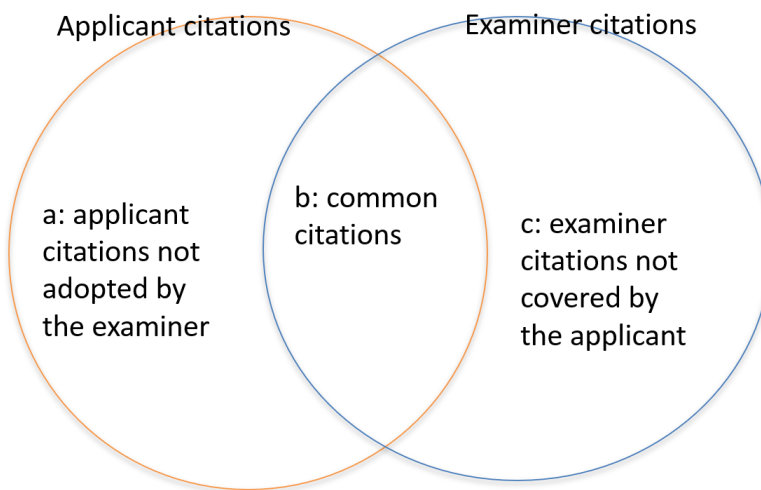 Applicant citations
Examiner citations
a: applicant
citations not
adopted by
the examiner
b: common
citations
c: examiner
citations not
covered by
the applicant